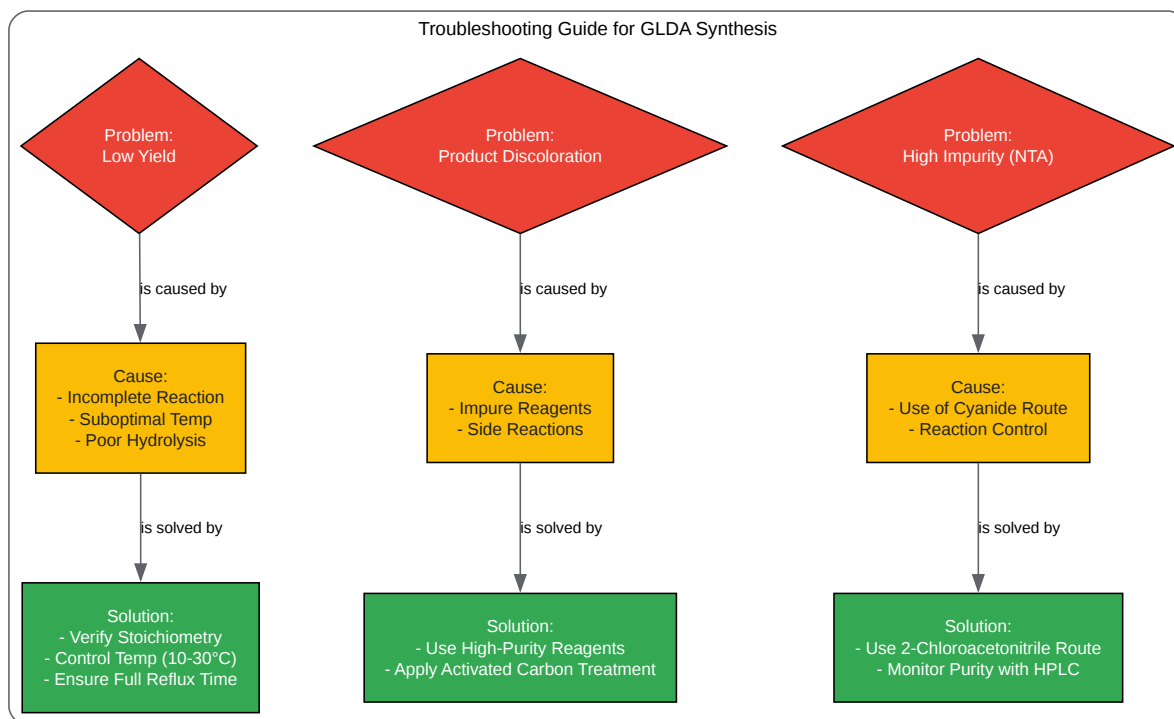 Troubleshooting Guide for GLDA Synthesis
Problem:
Low Yield
Problem:
Product Discoloration
Problem:
High Impurity (NTA)
is caused by
is caused by
is caused by
Cause:
- Incomplete Reaction
- Suboptimal Temp
- Poor Hydrolysis
Cause:
- Impure Reagents
- Side Reactions
Cause:
- Use of Cyanide Route
- Reaction Control
is solved by
is solved by
is solved by
Solution:
- Verify Stoichiometry
- Control Temp (10-30°C)
- Ensure Full Reflux Time
Solution:
- Use High-Purity Reagents
- Apply Activated Carbon Treatment
Solution:
- Use 2-Chloroacetonitrile Route
- Monitor Purity with HPLC